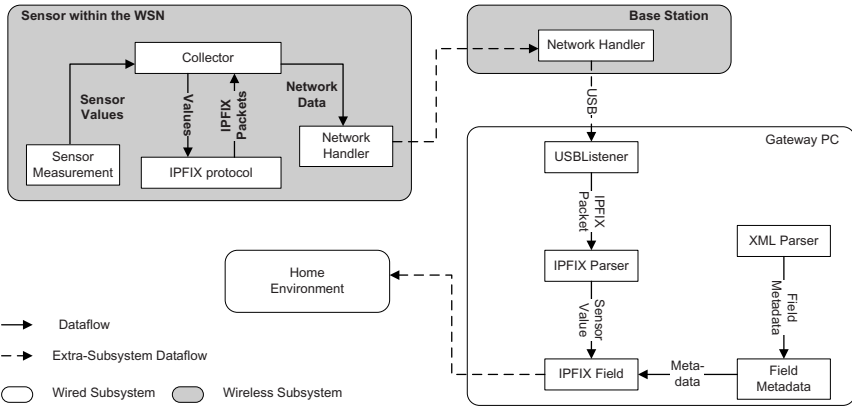 Sensor within the WSN
Collector
Sensor
Values
Values
IPFIX
Packets
Network
Data
Sensor
Measurement
IPFIX protocol
Network
Handler
Base Station
Network Handler
USB
Gateway PC
USBListener
IPFIX
Packet
IPFIX Parser
XML Parser
Sensor
Value
Field
Metadata
IPFIX Field
Meta-
data
Field
Metadata
Home
Environment
Dataflow
Extra-Subsystem Dataflow
Wired Subsystem
Wireless Subsystem